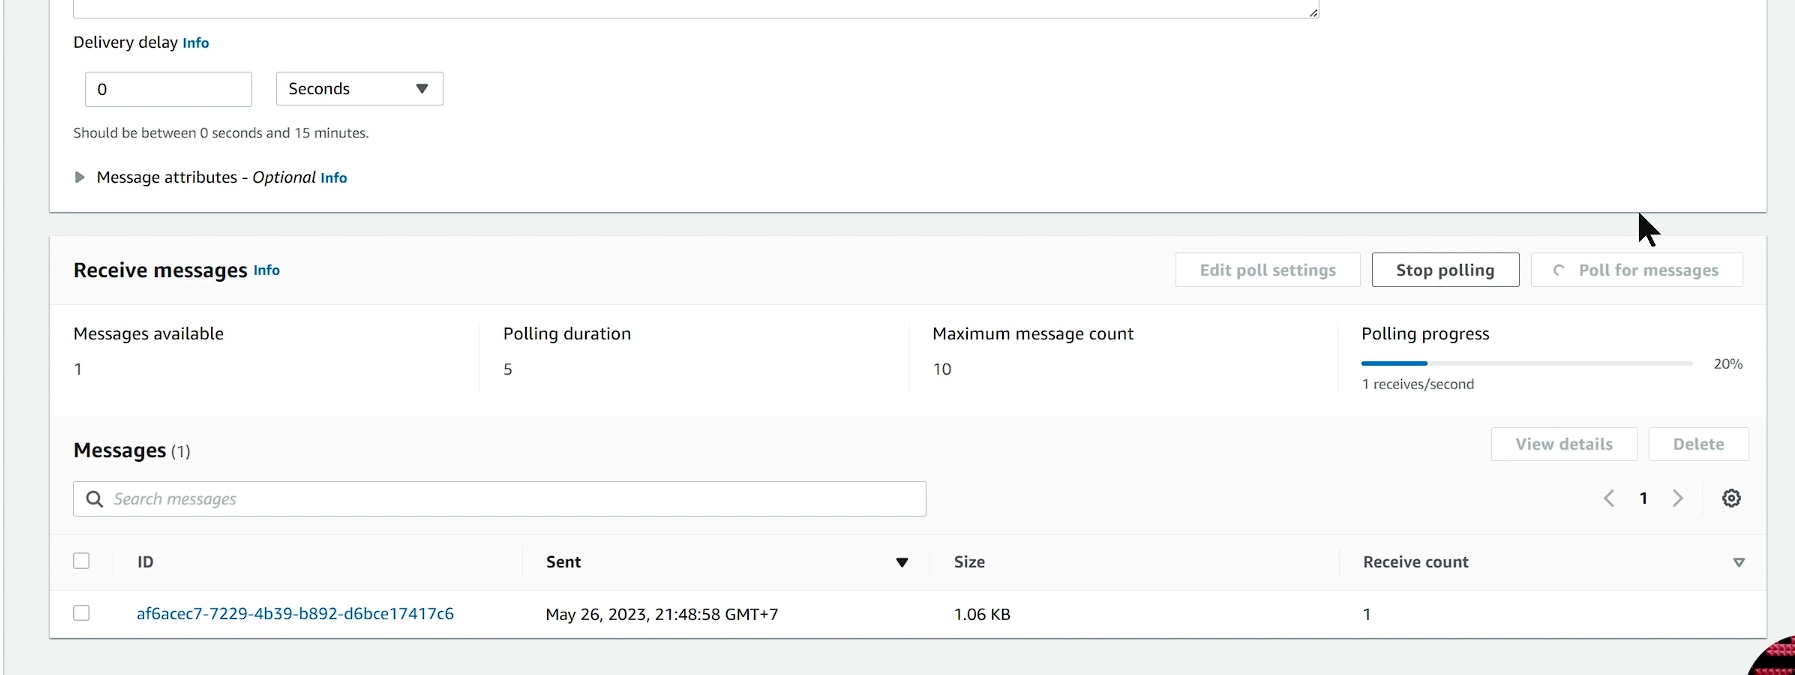 Delivery delay Info
0 Seconds
Should be between 0 seconds and 15 minutes.
Message attributes - Optional Info
Receive messages Info Edit poll settings Stop polling Poll for messages
Messages available Polling duration Maximum message count Polling progress
1 5 10 20%
1 receives/second
Messages (1) View details Delete
Search messages 1
ID Sent Size Receive count
af6acec7-7229-4b39-b892-d6bce17417c6 May 26, 2023, 21:48:58 GMT+7 1.06 KB 1